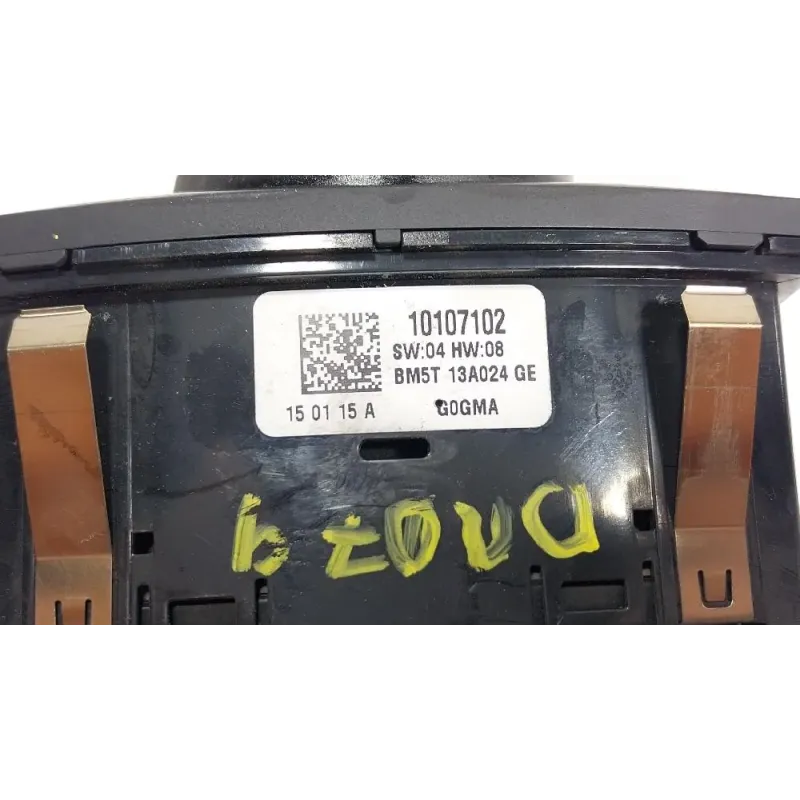 10107102
SW:04 HW:08
BM5T 13A024 GE
15 01 15 A G0GMA